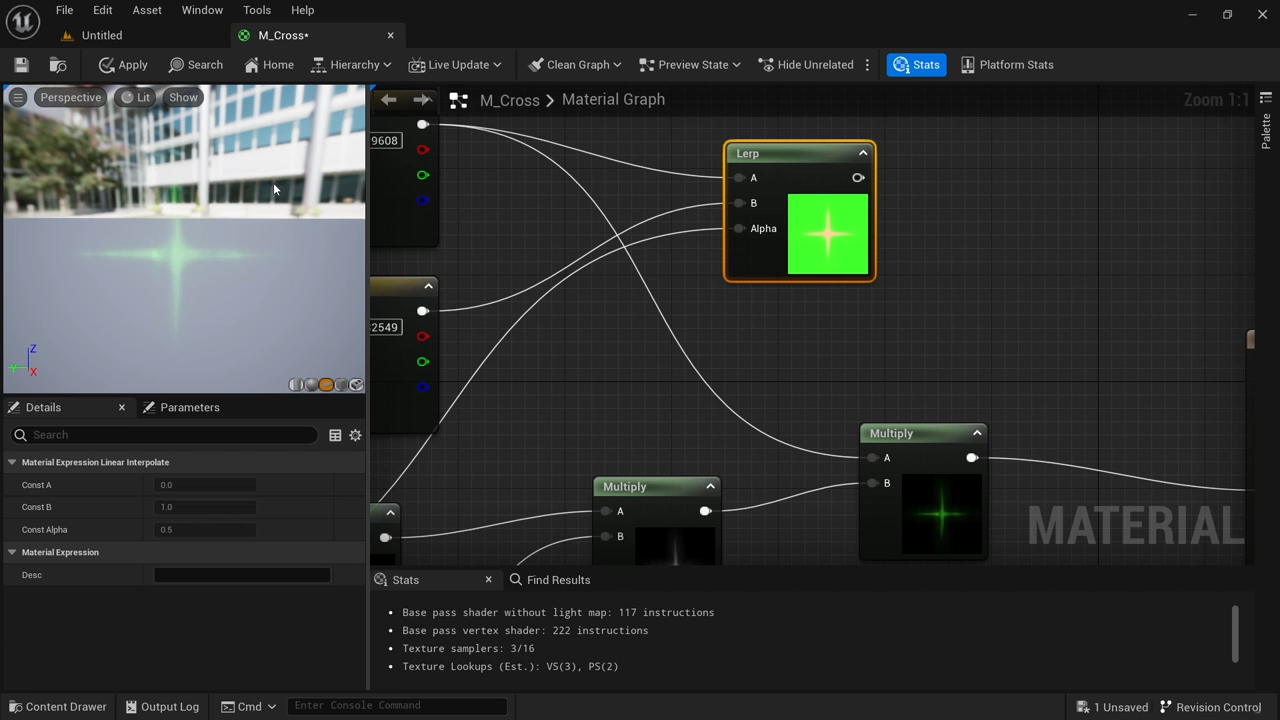 File Edit Asset Window Tools Help
Untitled
M_Cross*
Apply Search Home Hierarchy Live Update Clean Graph Preview State Hide Unrelated Stats Platform Stats
Perspective Lit Show
M_Cross > Material Graph
Zoom 1:1
Palette
9608
Lerp
A
B
Alpha
2549
Z
Y
X
Multiply
A
B
Multiply
A
B
MATERIAL
Details Parameters
Search
Material Expression Linear Interpolate
Const A 0.0
Const B 1.0
Const Alpha 0.5
Material Expression
Desc
Stats Find Results
• Base pass shader without light map: 117 instructions
• Base pass vertex shader: 222 instructions
• Texture samplers: 3/16
• Texture Lookups (Est.): VS(3), PS(2)
Content Drawer Output Log Cmd Enter Console Command 1 Unsaved Revision Control